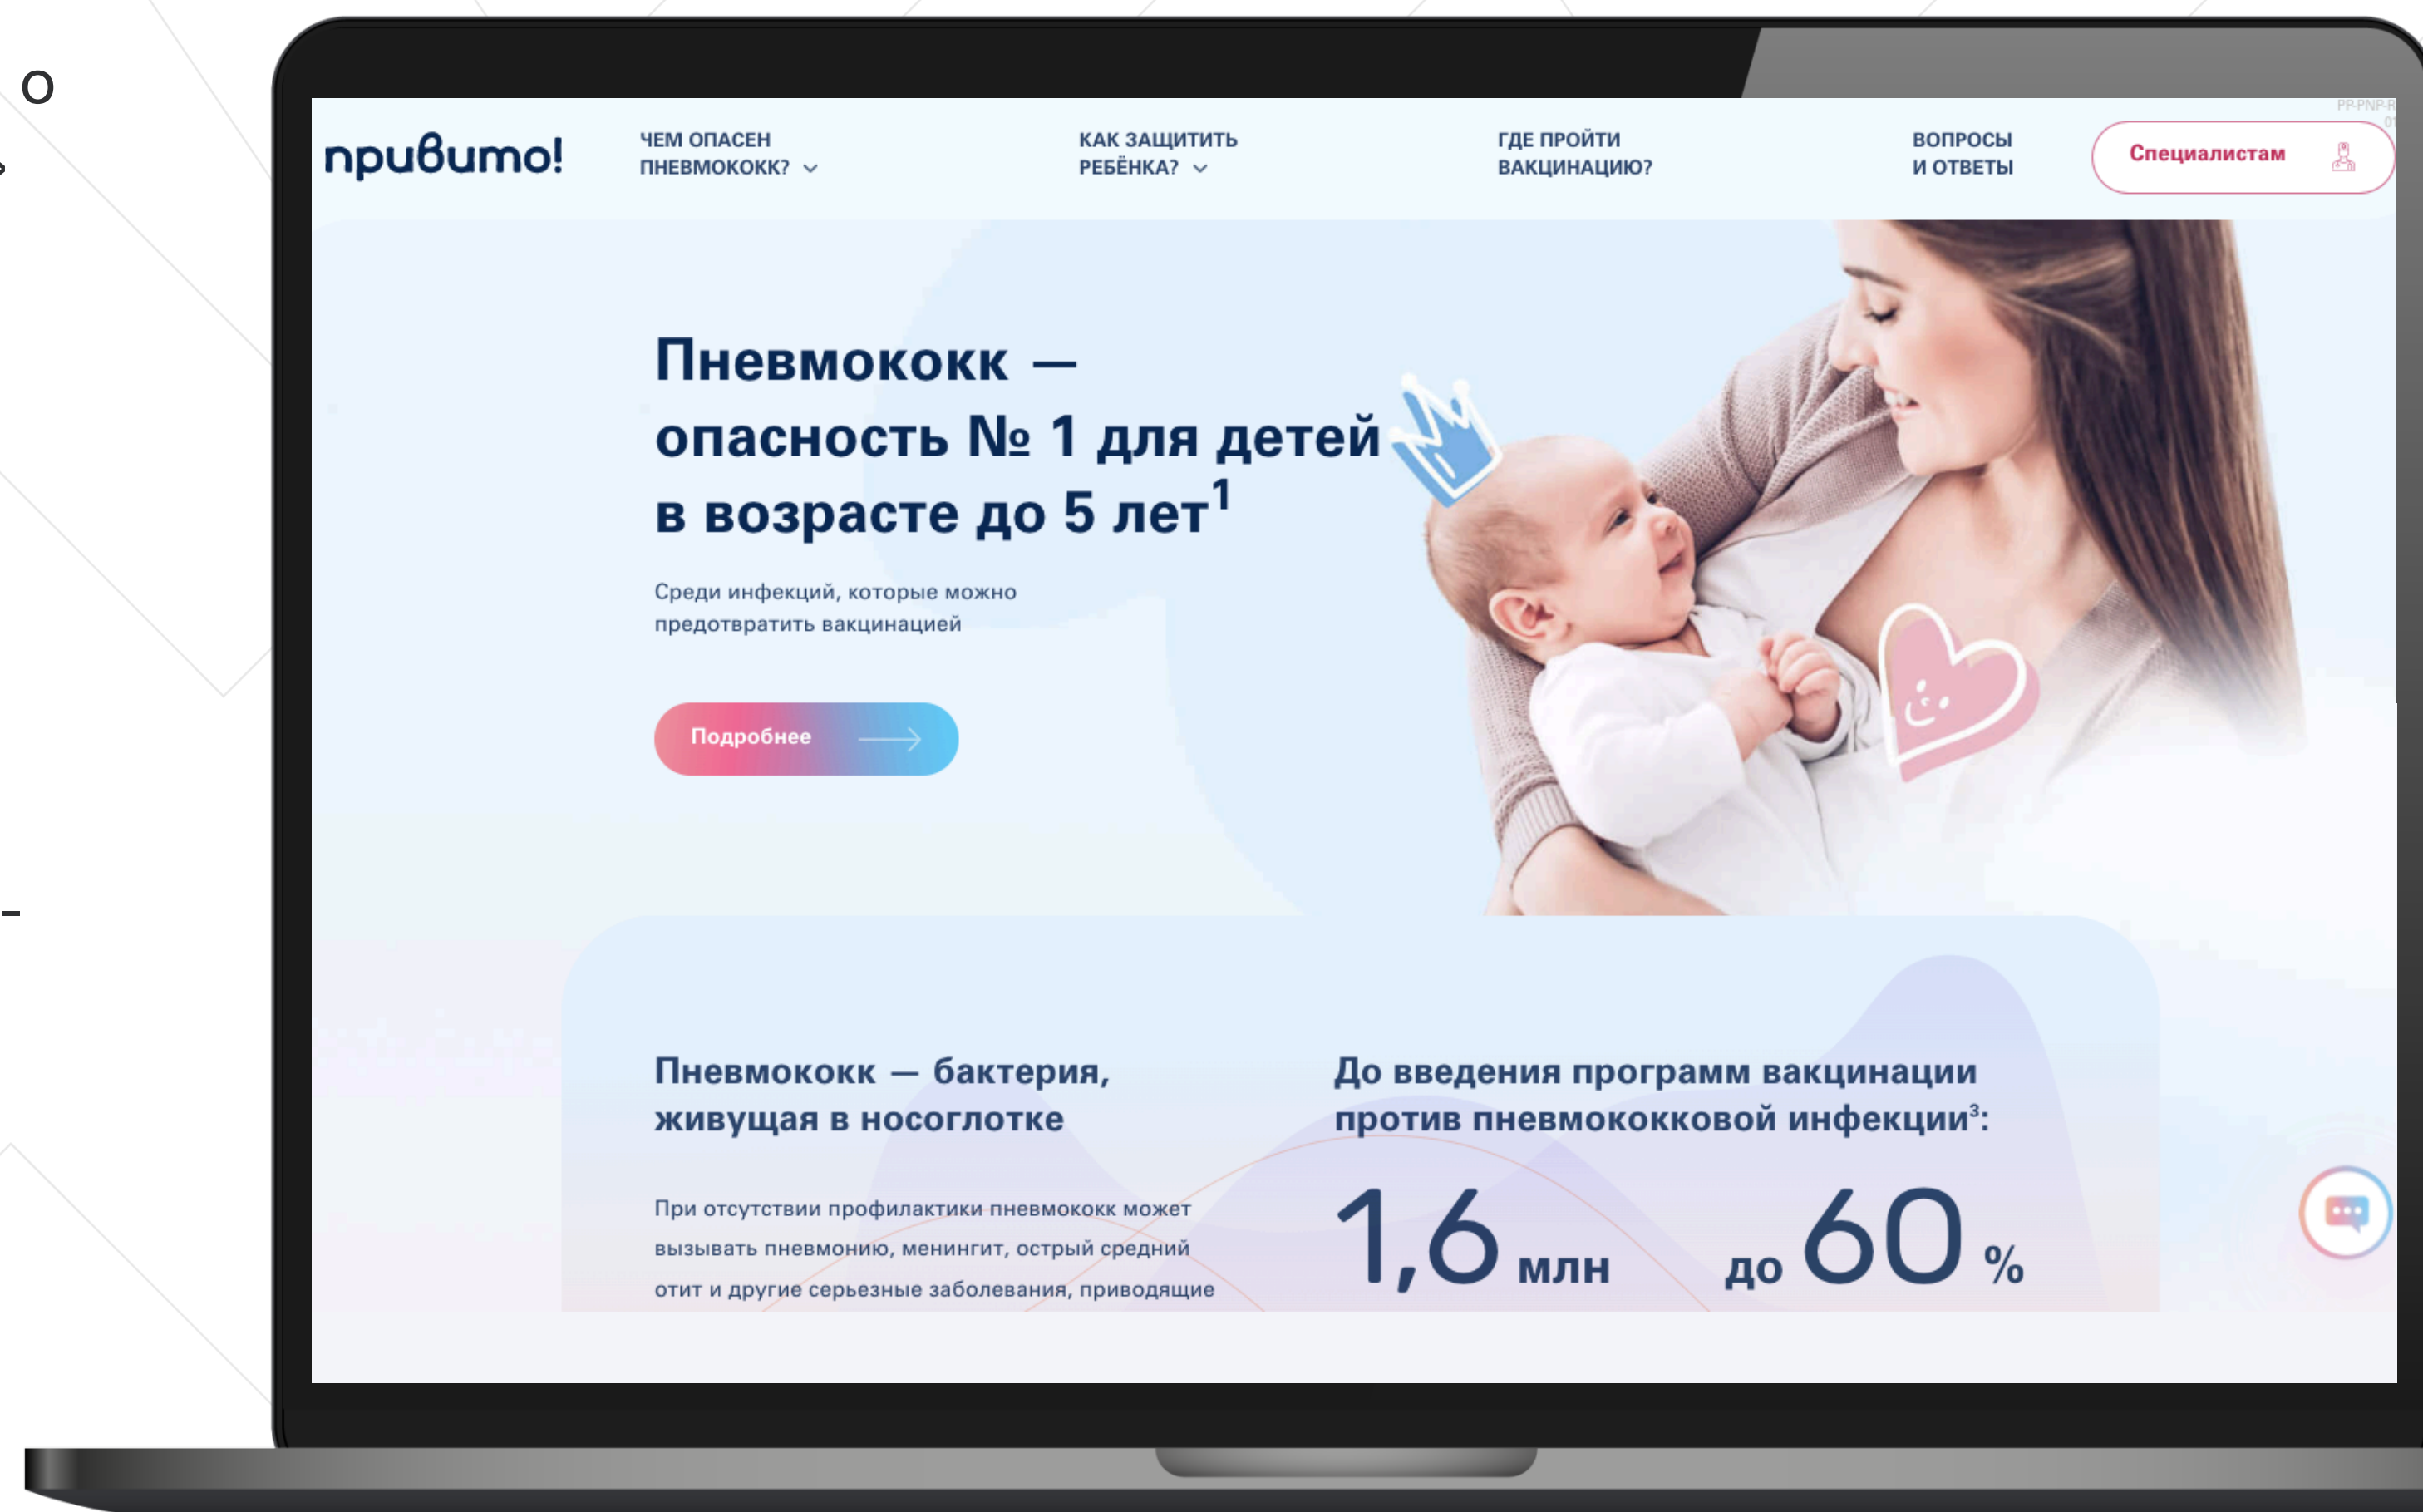 о
привито!
ЧЕМ ОПАСЕН
ПНЕВМОКОКК?
КАК ЗАЩИТИТЬ
РЕБЁНКА?
ГДЕ ПРОЙТИ
ВАКЦИНАЦИЮ?
ВОПРОСЫ
И ОТВЕТЫ
PP-PNP-R
01
Специалистам
Пневмококк —
опасность № 1 для детей
в возрасте до 5 лет¹
Среди инфекций, которые можно
предотвратить вакцинацией
Подробнее
-
Пневмококк — бактерия,
живущая в носоглотке
При отсутствии профилактики пневмококк может
вызывать пневмонию, менингит, острый средний
отит и другие серьезные заболевания, приводящие
До введения программ вакцинации
против пневмококковой инфекции³:
1,6 млн
до 60 %